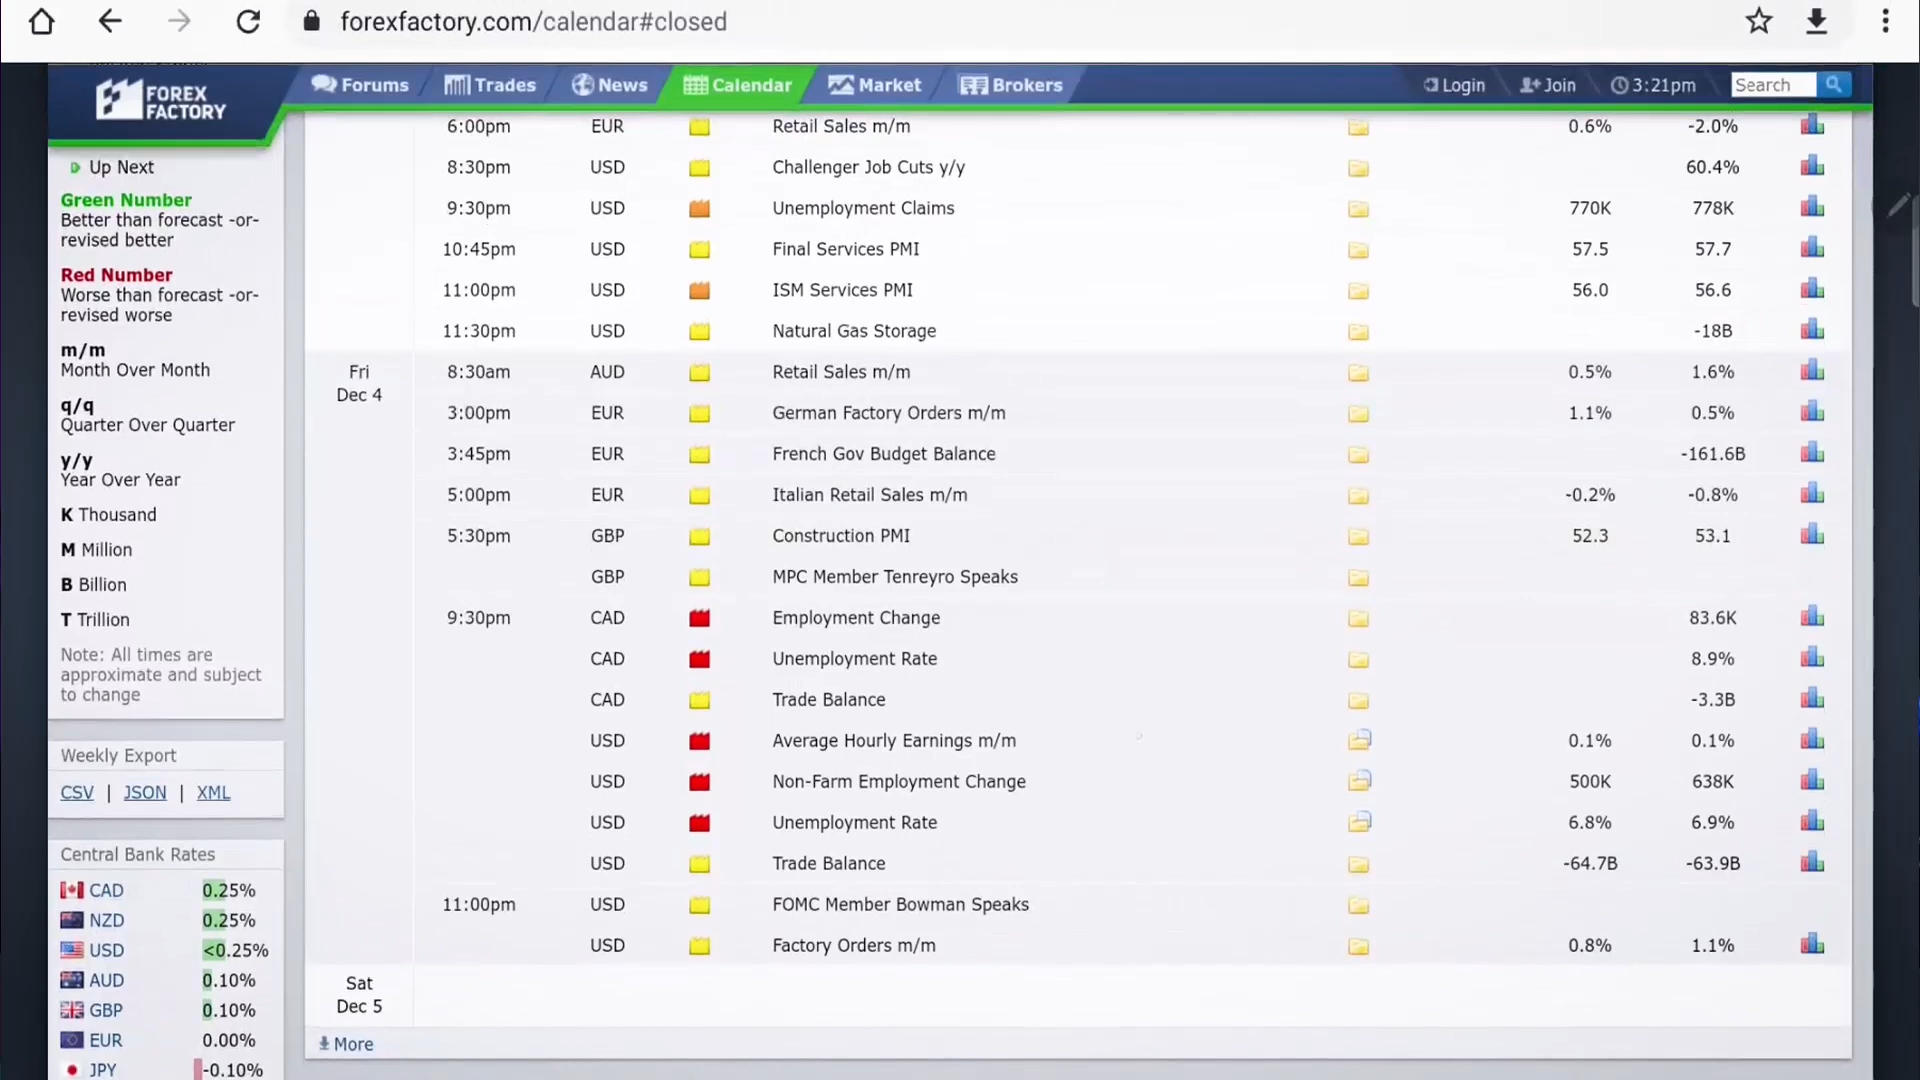 forexfactory.com/calendar#closed
FOREX FACTORY Forums Trades News Calendar Market Brokers Login Join 3:21pm Search
Up Next
Green Number
Better than forecast -or-
revised better
Red Number
Worse than forecast -or-
revised worse
m/m
Month Over Month
q/q
Quarter Over Quarter
y/y
Year Over Year
K Thousand
M Million
B Billion
T Trillion
Note: All times are
approximate and subject
to change
Weekly Export
CSV | JSON | XML
Central Bank Rates
CAD 0.25%
NZD 0.25%
USD <0.25%
AUD 0.10%
GBP 0.10%
EUR 0.00%
JPY -0.10%
6:00pm EUR Retail Sales m/m 0.6% -2.0%
8:30pm USD Challenger Job Cuts y/y 60.4%
9:30pm USD Unemployment Claims 770K 778K
10:45pm USD Final Services PMI 57.5 57.7
11:00pm USD ISM Services PMI 56.0 56.6
11:30pm USD Natural Gas Storage -18B
Fri Dec 4 8:30am AUD Retail Sales m/m 0.5% 1.6%
3:00pm EUR German Factory Orders m/m 1.1% 0.5%
3:45pm EUR French Gov Budget Balance -161.6B
5:00pm EUR Italian Retail Sales m/m -0.2% -0.8%
5:30pm GBP Construction PMI 52.3 53.1
GBP MPC Member Tenreyro Speaks
9:30pm CAD Employment Change 83.6K
CAD Unemployment Rate 8.9%
CAD Trade Balance -3.3B
USD Average Hourly Earnings m/m 0.1% 0.1%
USD Non-Farm Employment Change 500K 638K
USD Unemployment Rate 6.8% 6.9%
USD Trade Balance -64.7B -63.9B
11:00pm USD FOMC Member Bowman Speaks
USD Factory Orders m/m 0.8% 1.1%
Sat
Dec 5
More